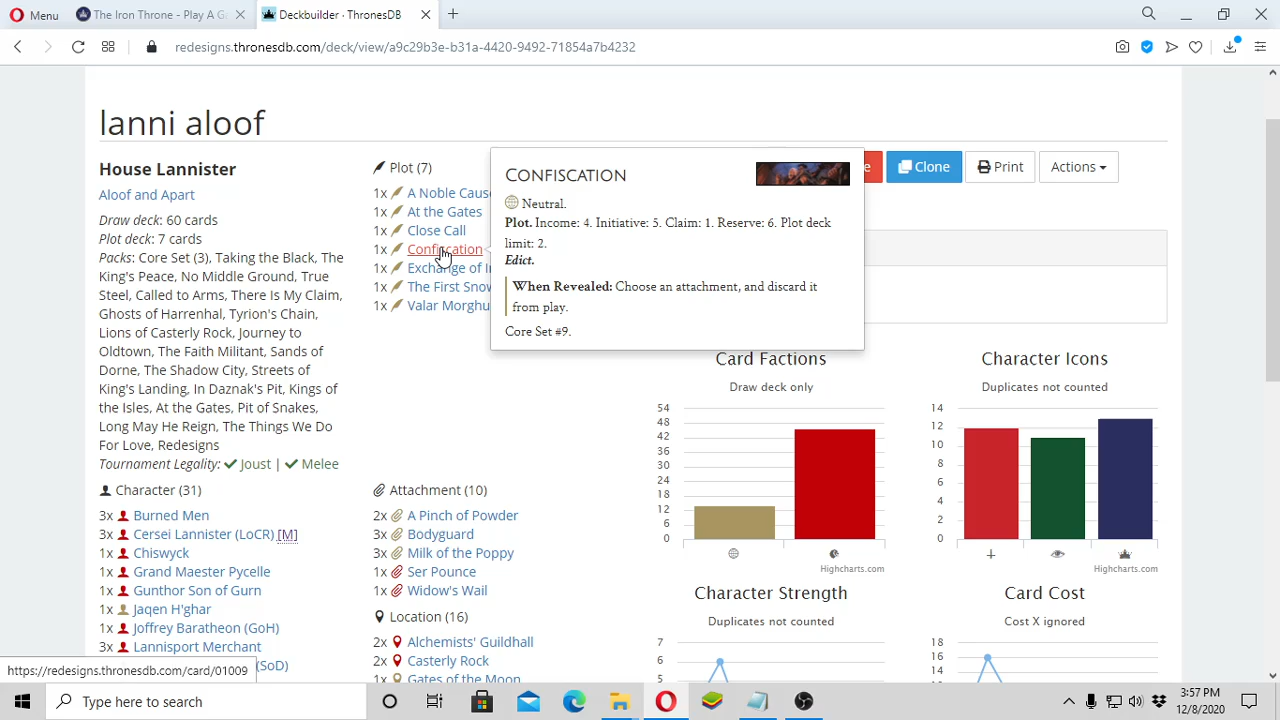 Menu
The Iron Throne - Play A G
Deckbuilder · ThronesDB
redesigns.thronesdb.com/deck/view/a9c29b3e-b31a-4420-9492-71854a7b4232
lanni aloof
House Lannister
Aloof and Apart
Draw deck: 60 cards
Plot deck: 7 cards
Packs: Core Set (3), Taking the Black, The
King's Peace, No Middle Ground, True
Steel, Called to Arms, There Is My Claim,
Ghosts of Harrenhal, Tyrion's Chain,
Lions of Casterly Rock, Journey to
Oldtown, The Faith Militant, Sands of
Dorne, The Shadow City, Streets of
King's Landing, In Daznak's Pit, Kings of
the Isles, At the Gates, Pit of Snakes,
Long May He Reign, The Things We Do
For Love, Redesigns
Tournament Legality: Joust | Melee
Plot (7)
1x A Noble Cause
1x At the Gates
1x Close Call
1x Confiscation
1x Exchange of In
1x The First Snow
1x Valar Morghu
Confiscation
Neutral.
Plot. Income: 4. Initiative: 5. Claim: 1. Reserve: 6. Plot deck
limit: 2.
Edict.
When Revealed: Choose an attachment, and discard it
from play.
Core Set #9.
e
Clone
Print
Actions
Character (31)
3x Burned Men
3x Cersei Lannister (LoCR) [M]
1x Chiswyck
1x Grand Maester Pycelle
1x Gunthor Son of Gurn
1x Jaqen H'ghar
1x Joffrey Baratheon (GoH)
3x Lannisport Merchant
(SoD)
Attachment (10)
2x A Pinch of Powder
3x Bodyguard
3x Milk of the Poppy
1x Ser Pounce
1x Widow's Wail
Location (16)
2x Alchemists' Guildhall
2x Casterly Rock
1x Gates of the Moon
Card Factions
Draw deck only
54
48
42
36
30
24
18
12
6
0
Highcharts.com
Character Icons
Duplicates not counted
14
12
10
8
6
4
2
0
Highcharts.com
Character Strength
Duplicates not counted
7
6
5
Card Cost
Cost X ignored
18
16
14
https://redesigns.thronesdb.com/card/01009
Type here to search
3:57 PM
12/8/2020